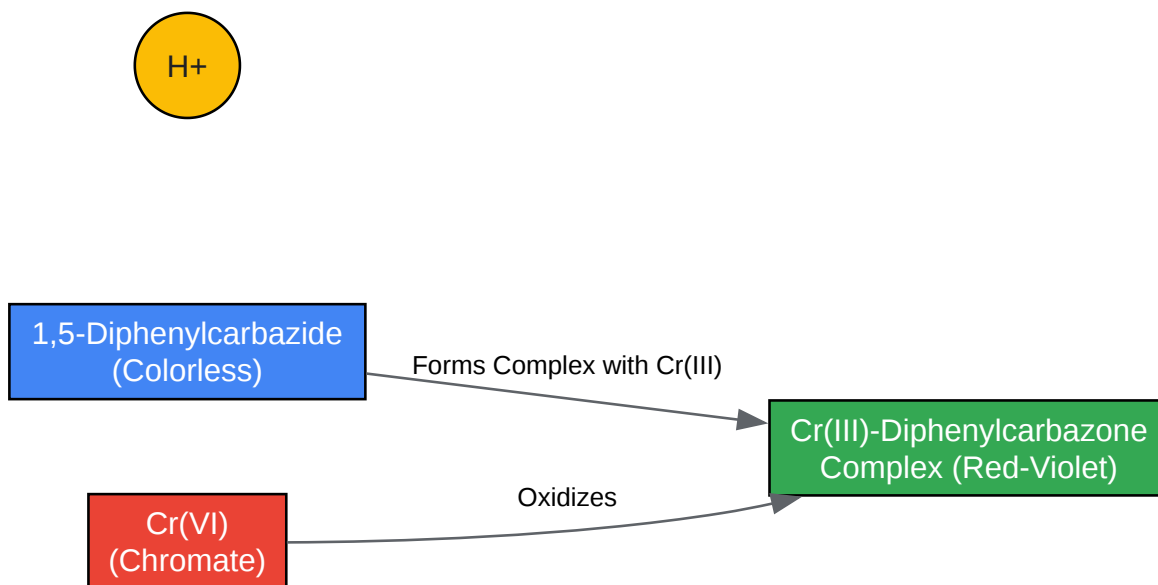 H+
1,5-Diphenylcarbazide
(Colorless)
Forms Complex with Cr(III)
Cr(III)-Diphenylcarbazone
Complex (Red-Violet)
Oxidizes
Cr(VI)
(Chromate)